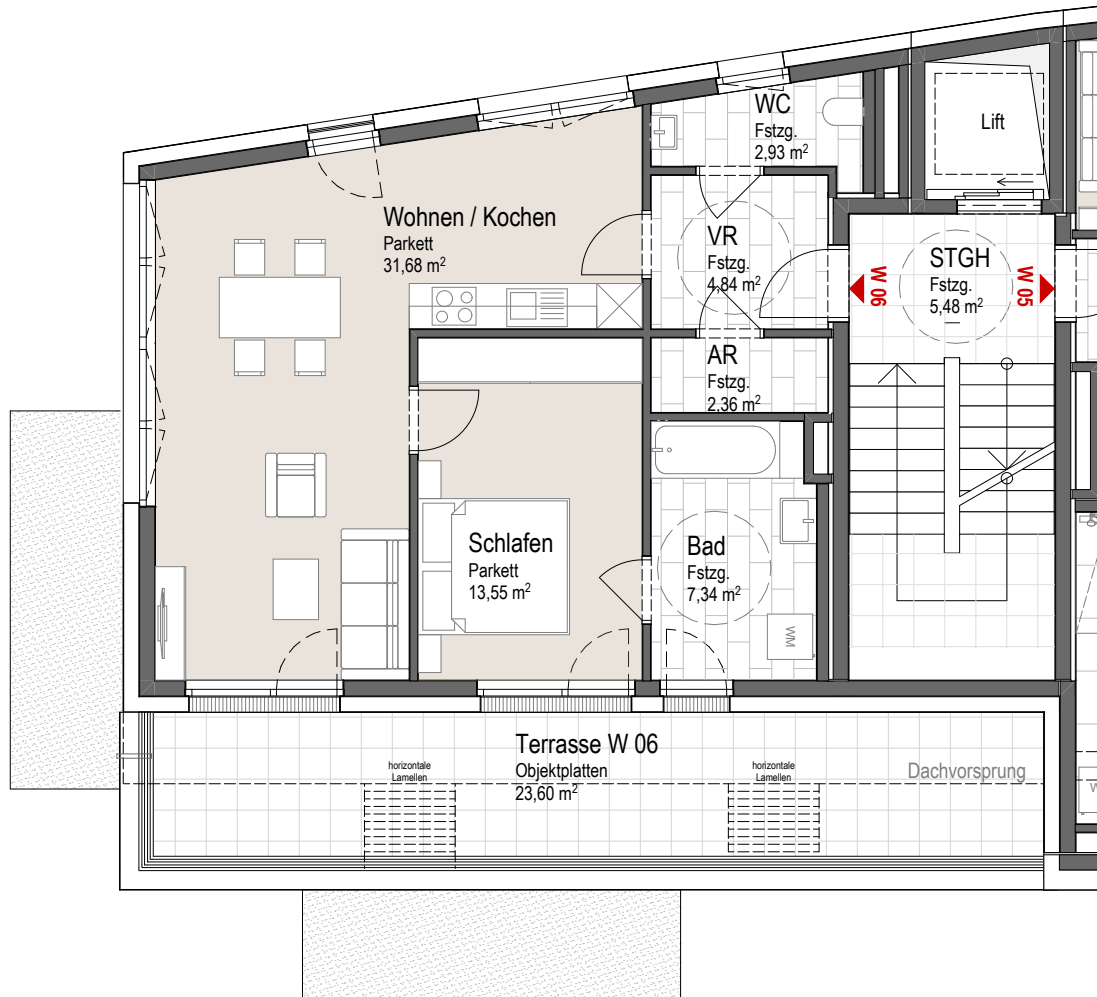 WC
Fstzg.
2,93 m²
Lift
Wohnen / Kochen
Parkett
31,68 m²
VR
Fstzg.
4,84 m²
STGH
Fstzg.
5,48 m²
W 06
W 05
AR
Fstzg.
2,36 m²
Schlafen
Parkett
13,55 m²
Bad
Fstzg.
7,34 m²
WM
Terrasse W 06
Objektplatten
23,60 m²
horizontale
Lamellen
horizontale
Lamellen
Dachvorsprung
W